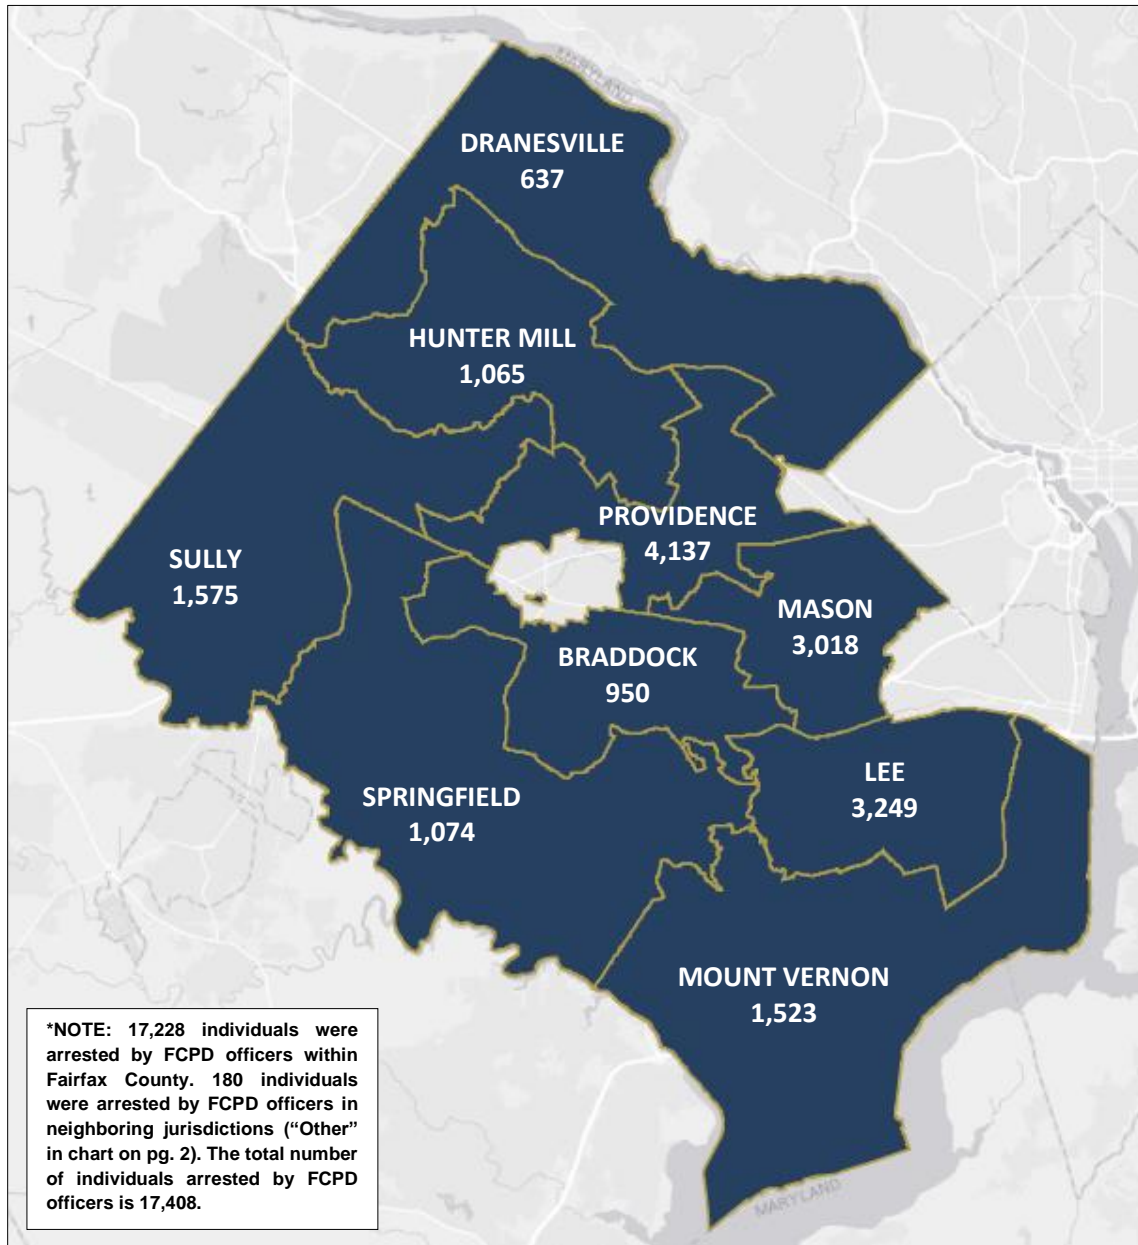 MARYLAND
DRANESVILLE
637
HUNTER MILL
1,065
PROVIDENCE
4,137
SULLY
1,575
MASON
3,018
BRADDOCK
950
LEE
3,249
SPRINGFIELD
1,074
MOUNT VERNON
1,523
*NOTE: 17,228 individuals were
arrested by FCPD officers within
Fairfax County. 180 individuals
were arrested by FCPD officers in
neighboring jurisdictions (“Other”
in chart on pg. 2). The total number
of individuals arrested by FCPD
officers is 17,408.
MARYLAND